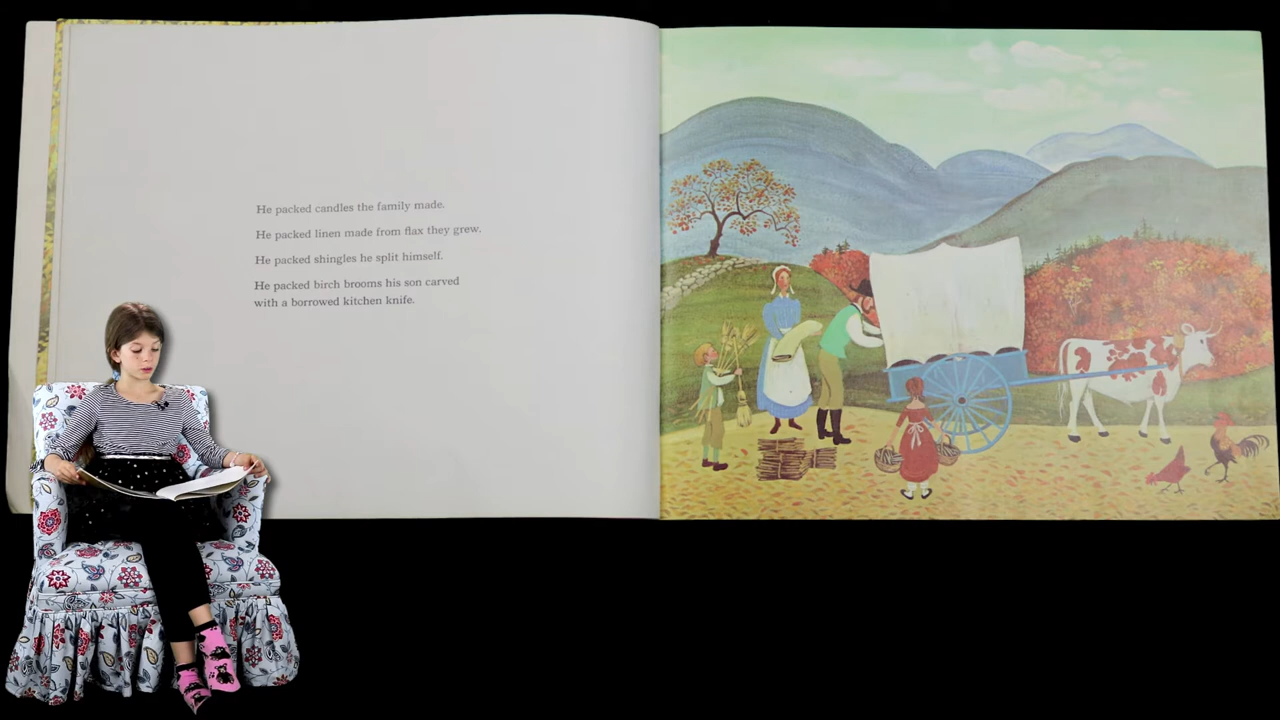 He packed candles the family made.
He packed linen made from flax they grew.
He packed shingles he split himself.
He packed birch brooms his son carved
with a borrowed kitchen knife.